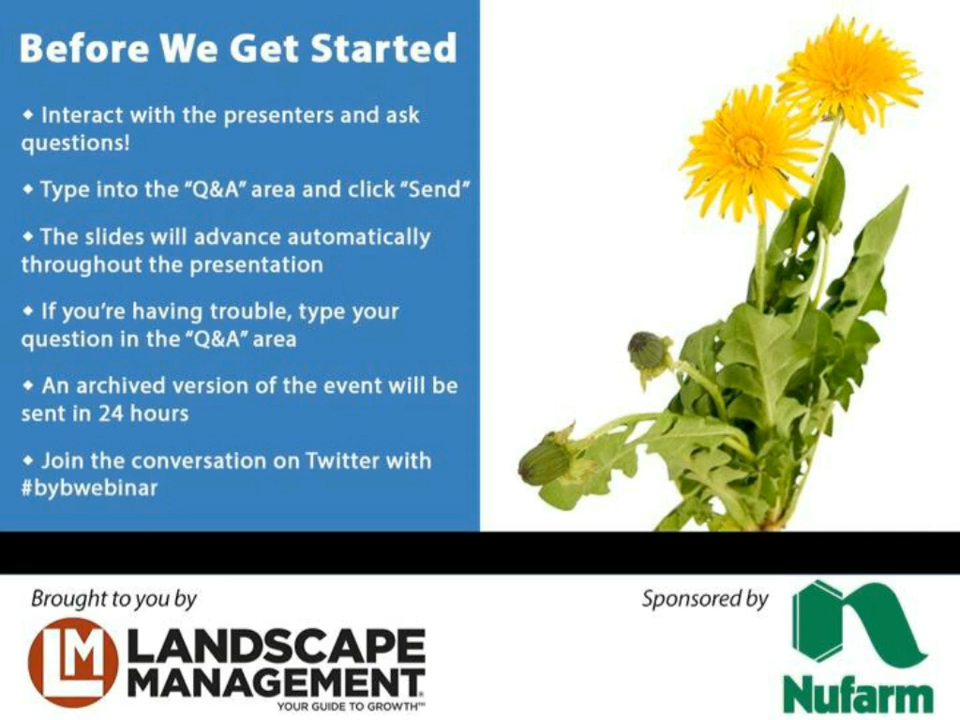 Before We Get Started
◆ Interact with the presenters and ask
questions!
◆ Type into the “Q&A” area and click “Send”
◆ The slides will advance automatically
throughout the presentation
◆ If you’re having trouble, type your
question in the “Q&A” area
◆ An archived version of the event will be
sent in 24 hours
◆ Join the conversation on Twitter with
#bybwebinar
Brought to you by
LM LANDSCAPE
MANAGEMENT®
YOUR GUIDE TO GROWTH™
Sponsored by
Nufarm